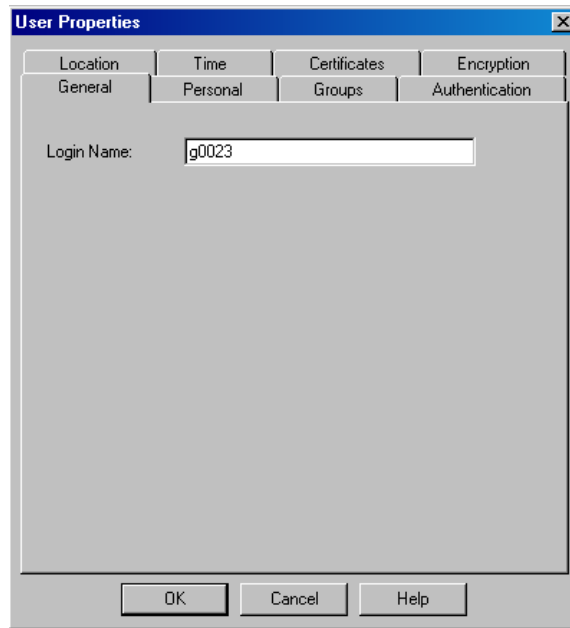 User Properties
Location Time Certificates Encryption
General Personal Groups Authentication
Login Name: g0023
OK Cancel Help